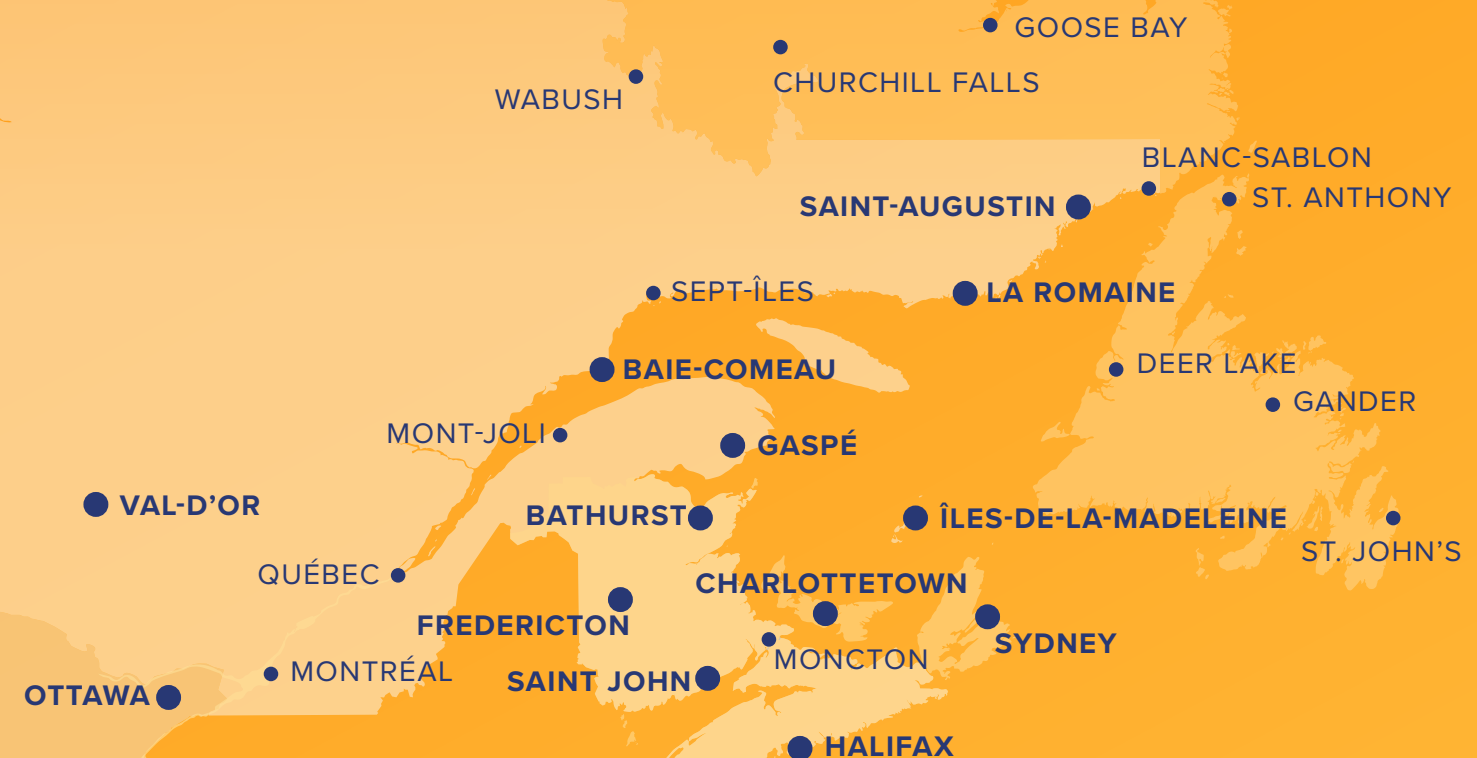 GOOSE BAY
CHURCHILL FALLS
WABUSH
BLANC-SABLON
ST. ANTHONY
SAINT-AUGUSTIN
SEPT-ÎLES
LA ROMAINE
BAIE-COMEAU
DEER LAKE
GANDER
MONT-JOLI
GASPÉ
VAL-D’OR
BATHURST
ÎLES-DE-LA-MADELEINE
ST. JOHN’S
QUÉBEC
CHARLOTTETOWN
FREDERICTON
SYDNEY
MONCTON
MONTRÉAL
SAINT JOHN
OTTAWA
HALIFAX